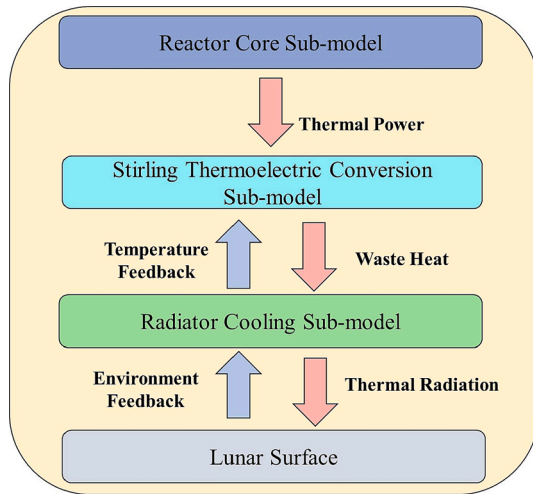 Reactor Core Sub-model
Thermal Power
Stirling Thermoelectric Conversion
Sub-model
Temperature
Feedback
Waste Heat
Radiator Cooling Sub-model
Environment
Feedback
Thermal Radiation
Lunar Surface